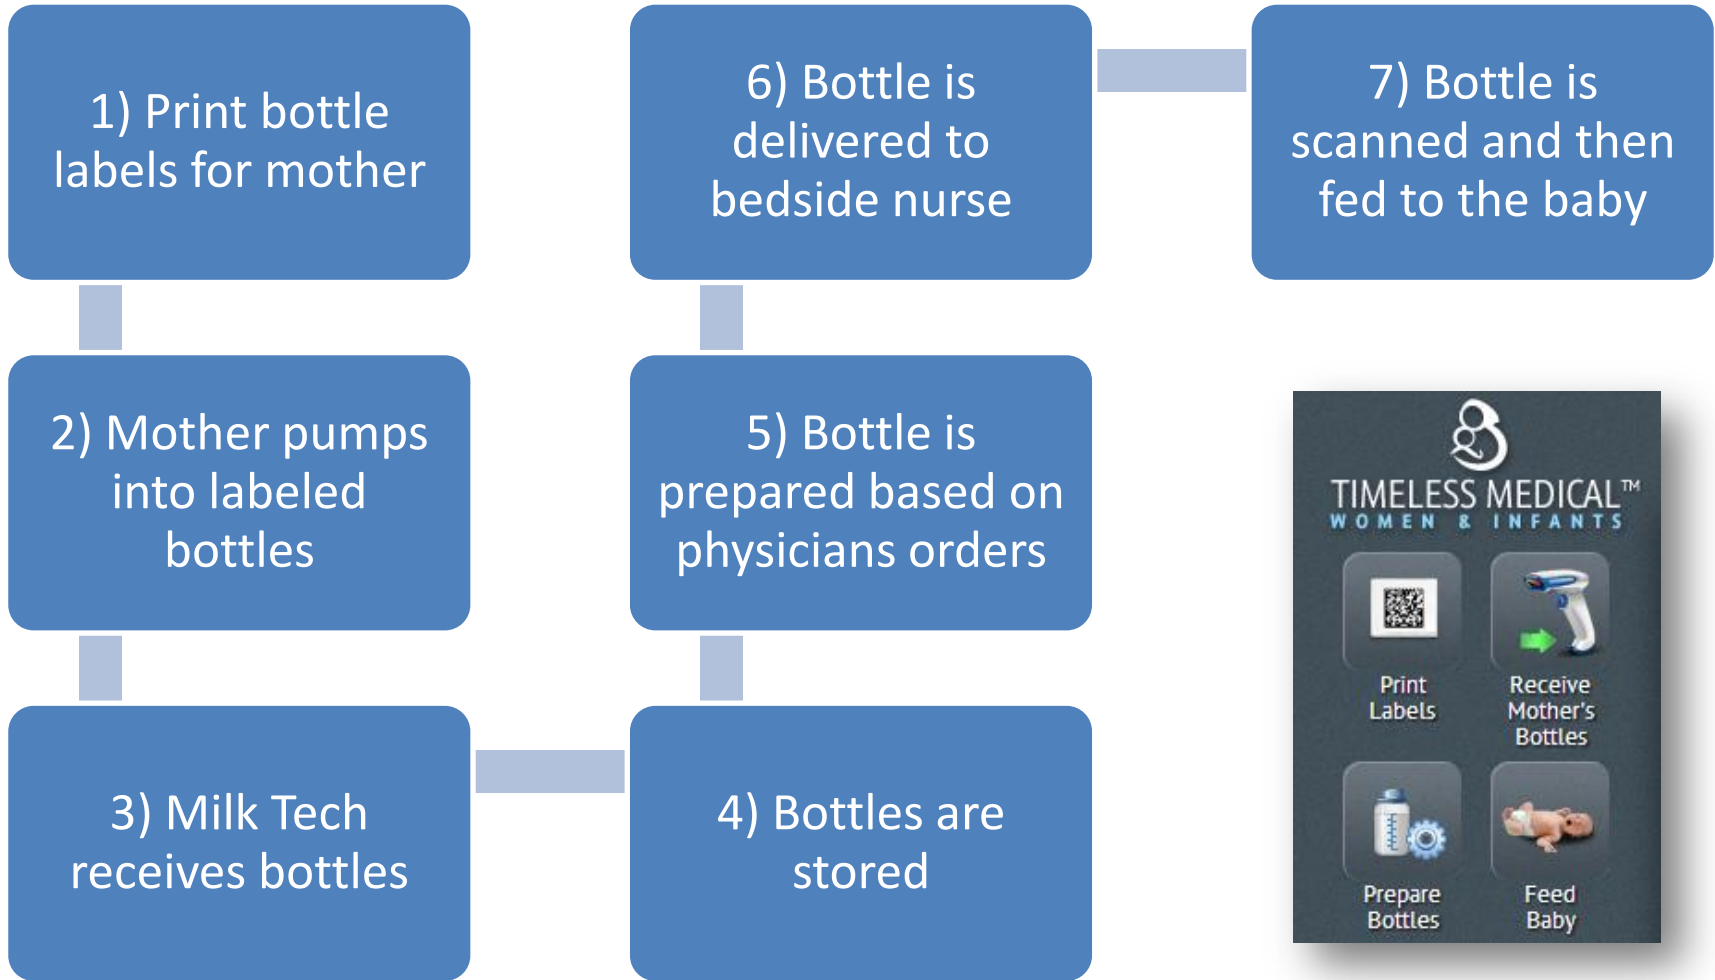 1) Print bottle
labels for mother
2) Mother pumps
into labeled
bottles
3) Milk Tech
receives bottles
4) Bottles are
stored
5) Bottle is
prepared based on
physicians orders
6) Bottle is
delivered to
bedside nurse
7) Bottle is
scanned and then
fed to the baby
TIMELESS MEDICAL™
WOMEN & INFANTS
Print
Labels
Receive
Mother's
Bottles
Prepare
Bottles
Feed
Baby